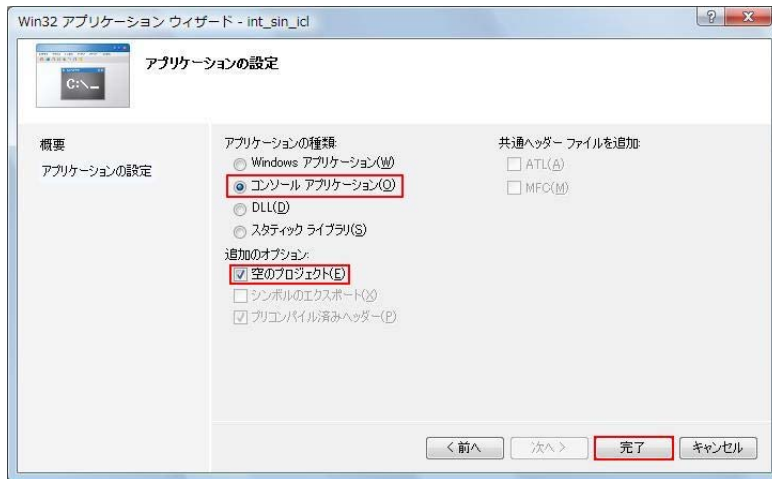 Win32 アプリケーション ウィザード - int_sin_icl
C:\_
アプリケーションの設定
概要
アプリケーションの設定
アプリケーションの種類:
Windows アプリケーション(W)
コンソール アプリケーション(O)
DLL(D)
スタティック ライブラリ(S)
追加のオプション:
空のプロジェクト(E)
シンボルのエクスポート(X)
プリコンパイル済みヘッダー(P)
共通ヘッダー ファイルを追加:
ATL(A)
MFC(M)
< 前へ
次へ >
完了
キャンセル